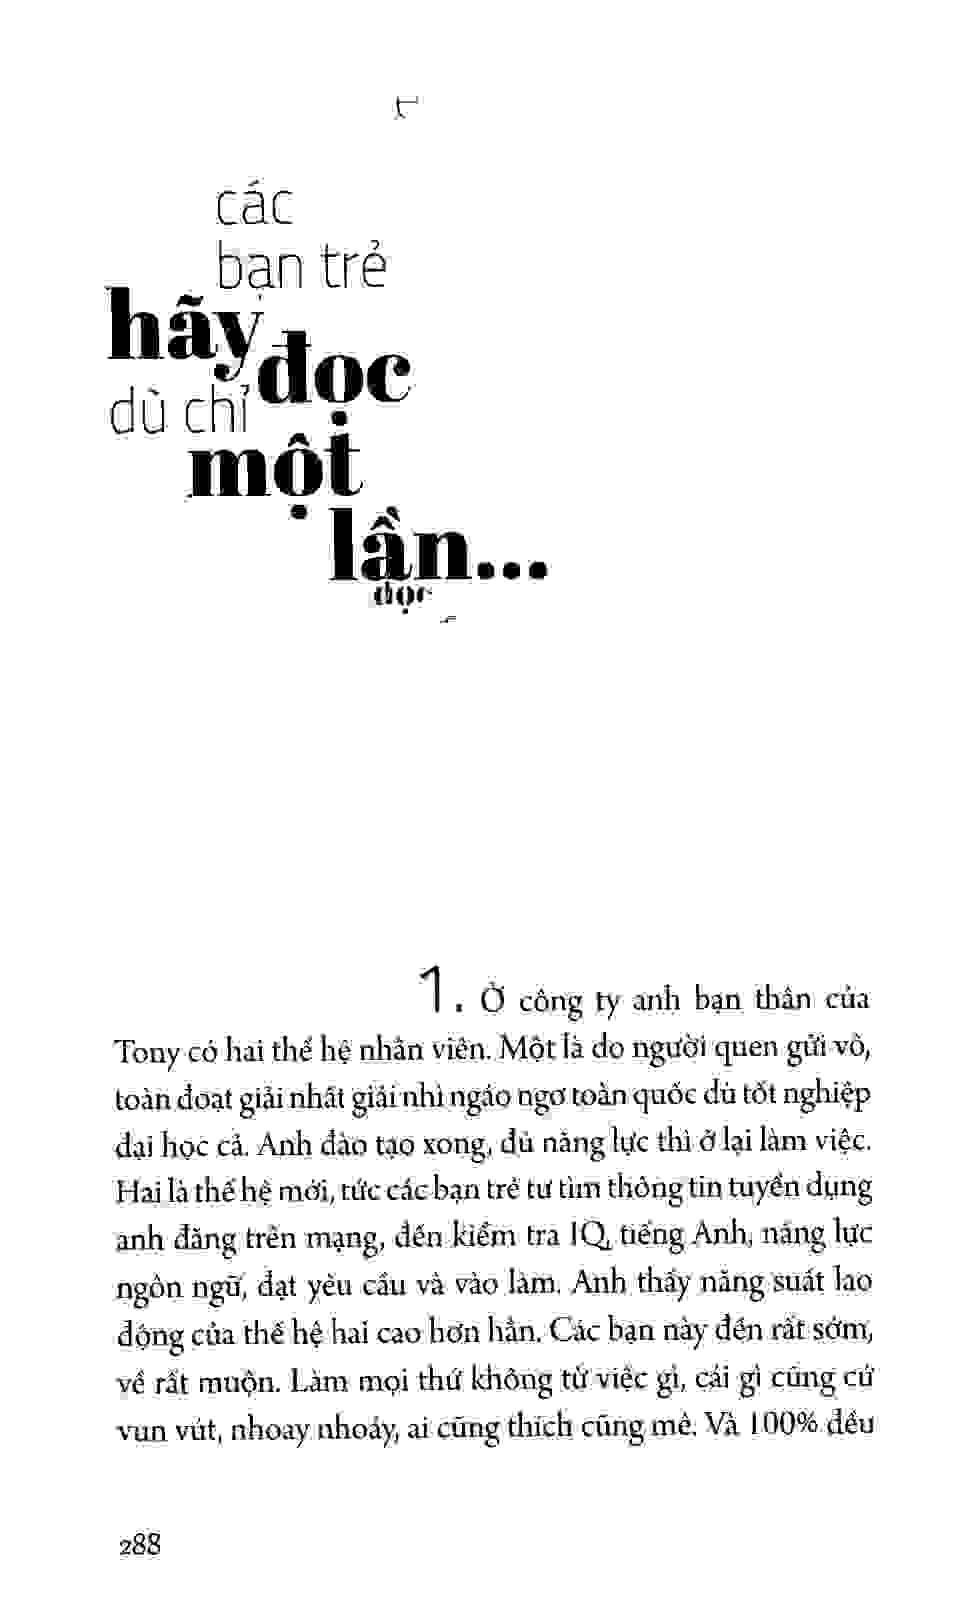 các
bạn trẻ
hãy đọc
dù chỉ
một
lần...
đọc
1. Ở công ty anh bạn thân của
Tony có hai thế hệ nhân viên. Một là do người quen gửi vô,
toàn đoạt giải nhất giải nhì ngáo ngơ toàn quốc dù tốt nghiệp
đại học cả. Anh đào tạo xong, đủ năng lực thì ở lại làm việc.
Hai là thế hệ mới, tức các bạn trẻ tự tìm thông tin tuyển dụng
anh đăng trên mạng, đến kiểm tra IQ, tiếng Anh, năng lực
ngôn ngữ, đạt yêu cầu và vào làm. Anh thấy năng suất lao
động của thế hệ hai cao hơn hẳn. Các bạn này đến rất sớm,
về rất muộn. Làm mọi thứ không từ việc gì, cái gì cũng cứ
vun vút, nhoay nhoáy, ai cũng thích cũng mê. Và 100% đều
288